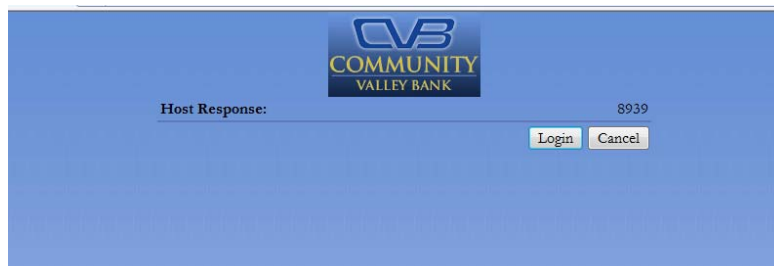 CVB
COMMUNITY
VALLEY BANK
Host Response: 8939
Login Cancel